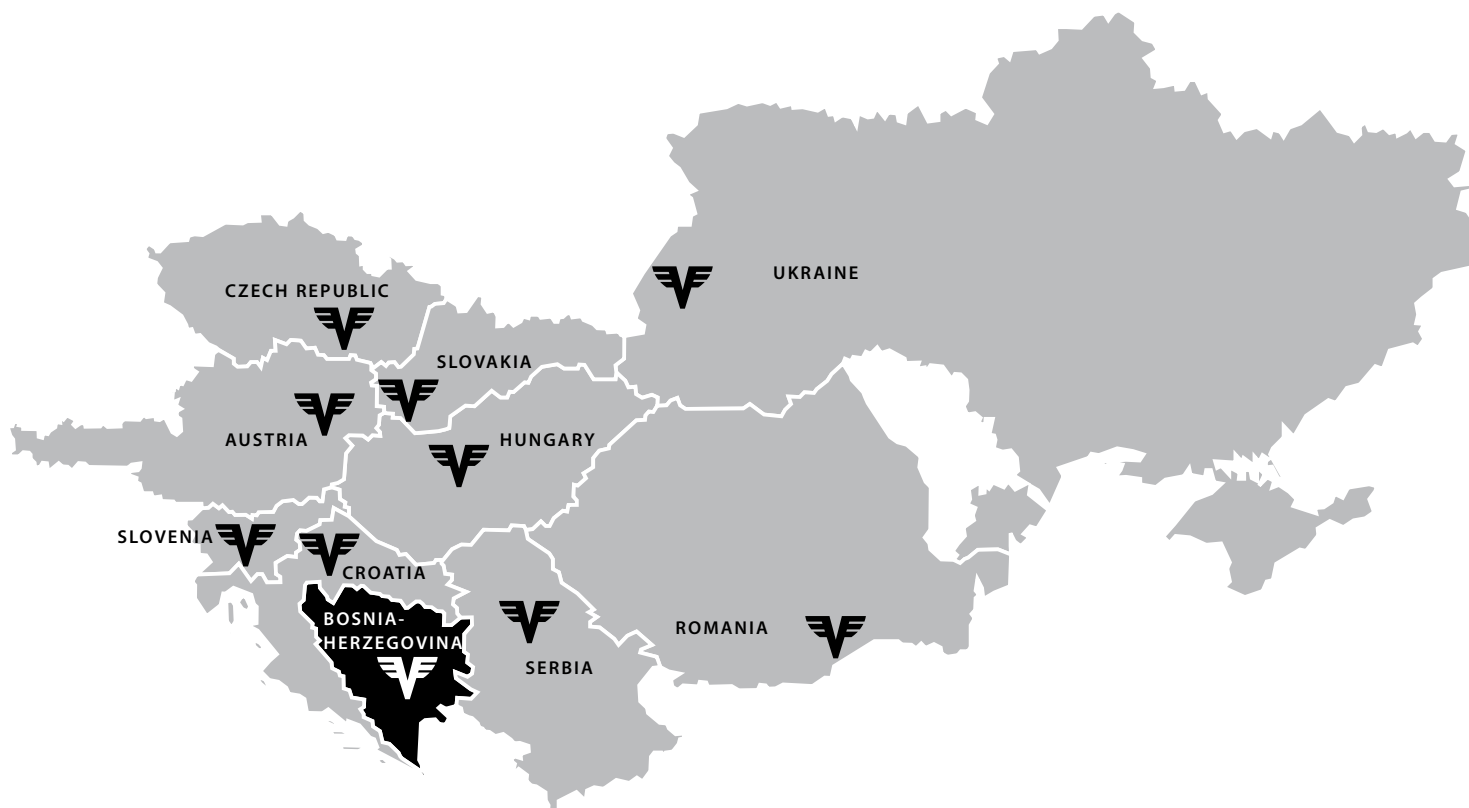 UKRAINE
CZECH REPUBLIC
SLOVAKIA
AUSTRIA
HUNGARY
SLOVENIA
CROATIA
BOSNIA-
HERZEGOVINA
ROMANIA
SERBIA